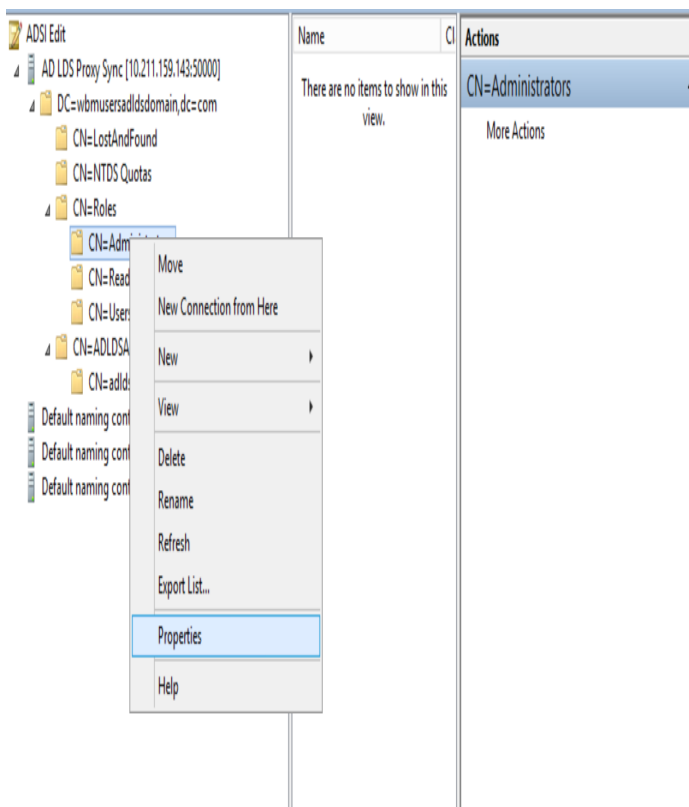 ADSI Edit
AD LDS Proxy Sync [10.211.159.143:50000]
DC=wbmusersadldsdomain,dc=com
CN=LostAndFound
CN=NTDS Quotas
CN=Roles
CN=Adm
CN=Read
CN=Users
CN=ADLDSA
CN=adlds
Default naming cont
Default naming cont
Default naming cont
Move
New Connection from Here
New
View
Delete
Rename
Refresh
Export List...
Properties
Help
Name
Cl
There are no items to show in this
view.
Actions
CN=Administrators
More Actions